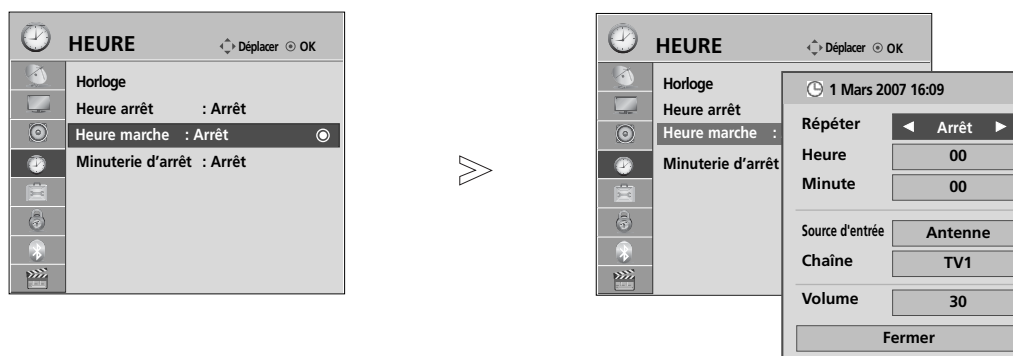 HEURE Déplacer OK
Horloge
Heure arrêt : Arrêt
Heure marche : Arrêt
Minuterie d'arrêt : Arrêt
HEURE Déplacer OK
Horloge
Heure arrêt
Heure marche :
Minuterie d'arrêt
1 Mars 2007 16:09
Répéter ◀ Arrêt ▶
Heure 00
Minute 00
Source d'entrée Antenne
Chaîne TV1
Volume 30
Fermer